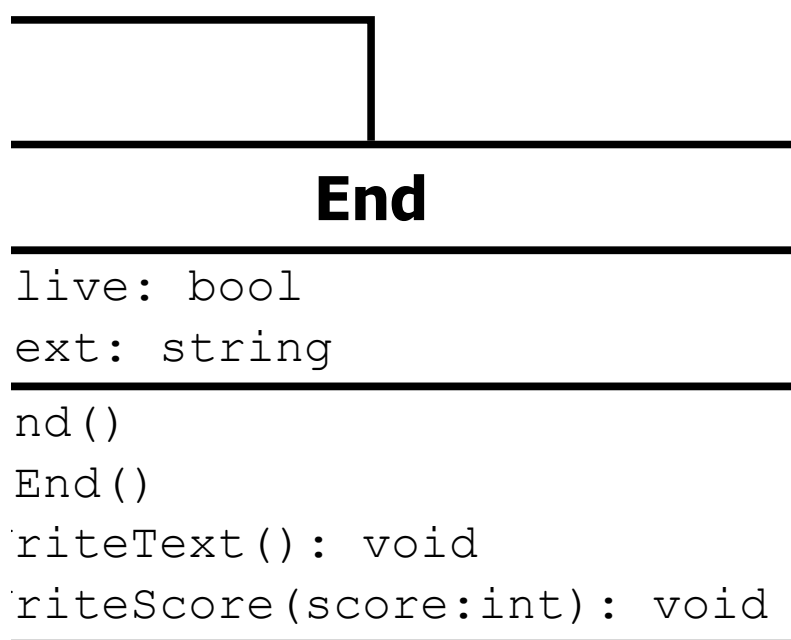 End
live: bool
ext: string
nd()
End()
riteText(): void
riteScore(score:int): void